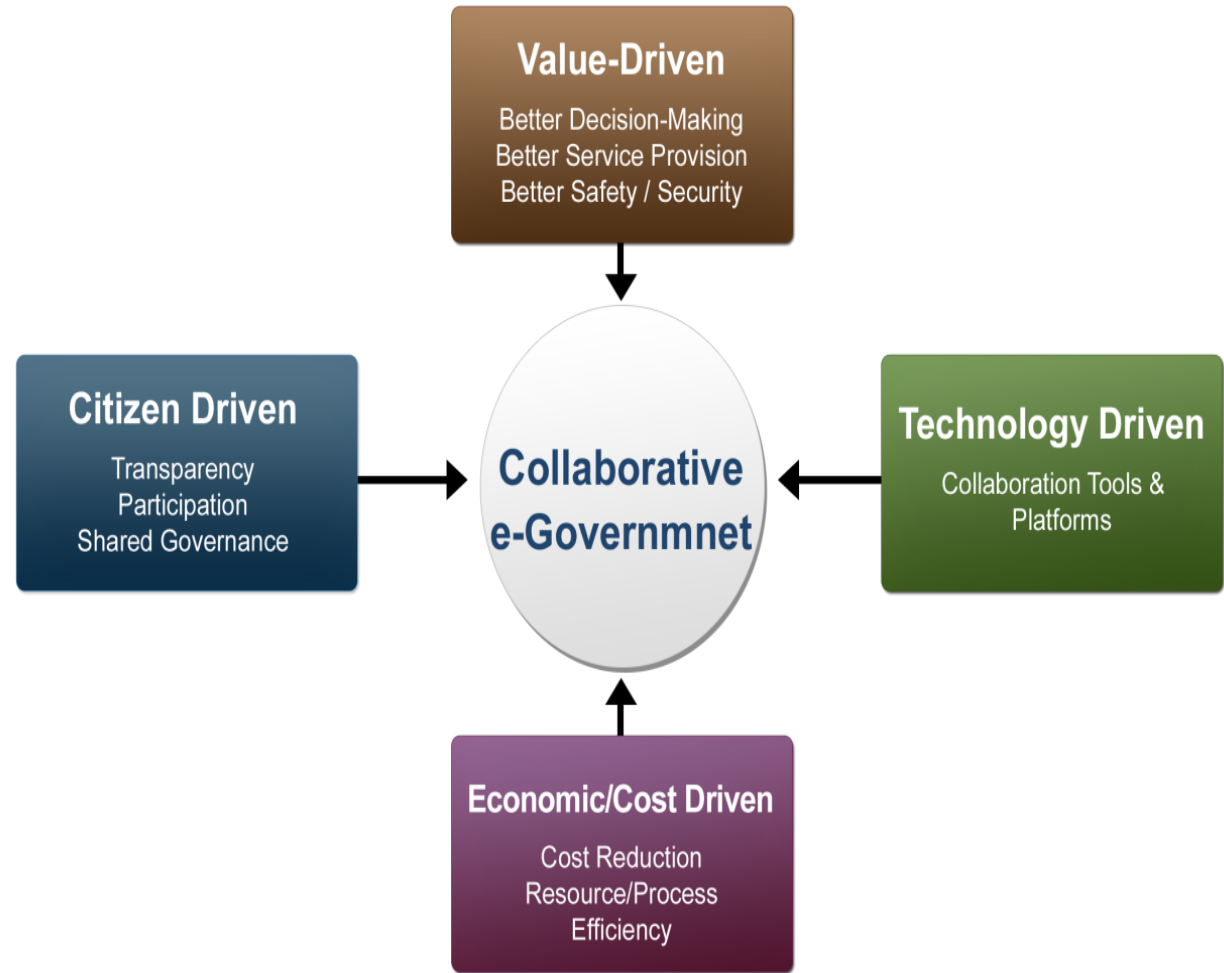 Value-Driven
Better Decision-Making
Better Service Provision
Better Safety / Security
Citizen Driven
Transparency
Participation
Shared Governance
Collaborative
e-Governmnet
Technology Driven
Collaboration Tools &
Platforms
Economic/Cost Driven
Cost Reduction
Resource/Process
Efficiency